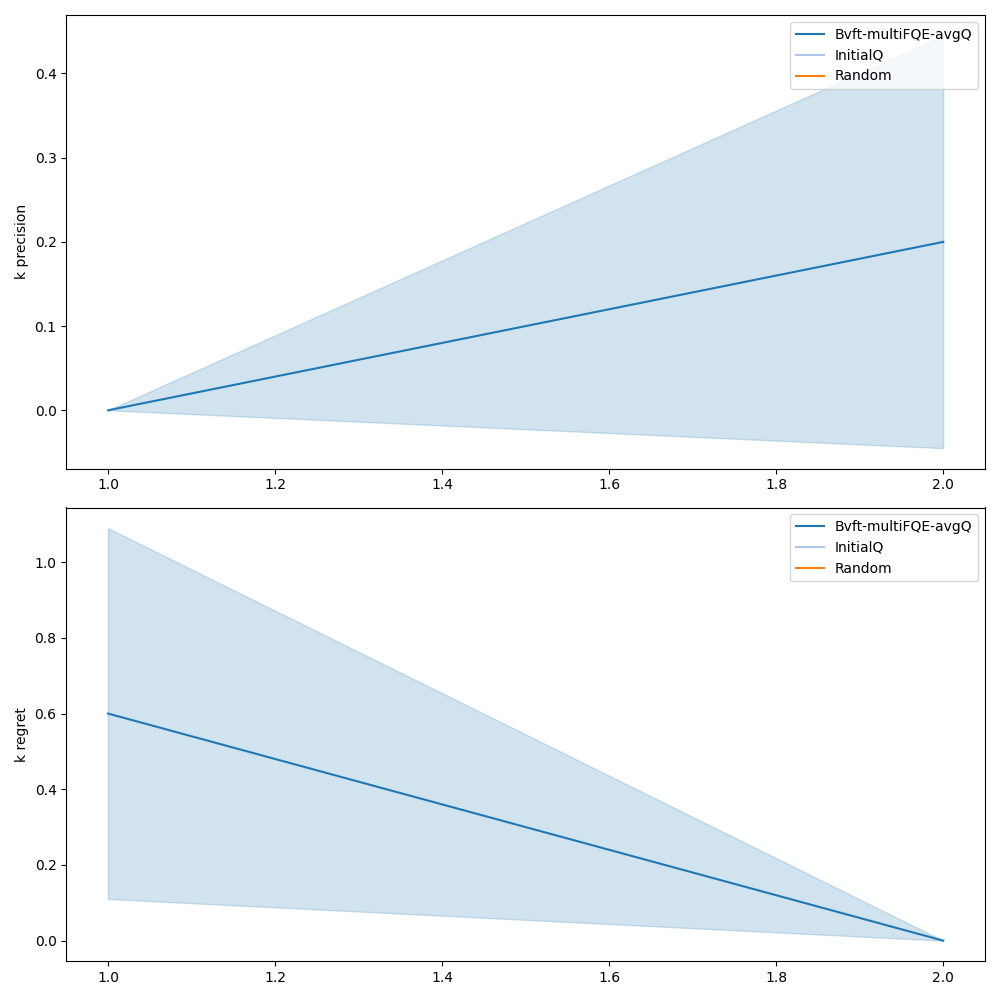 Bvft-multiFQE-avgQ
InitialQ
Random
k precision
0.4
0.3
0.2
0.1
0.0
1.0 1.2 1.4 1.6 1.8 2.0
Bvft-multiFQE-avgQ
InitialQ
Random
k regret
1.0
0.8
0.6
0.4
0.2
0.0
1.0 1.2 1.4 1.6 1.8 2.0